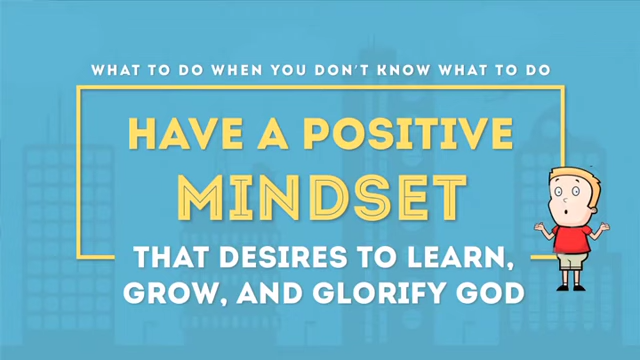 WHAT TO DO WHEN YOU DON'T KNOW WHAT TO DO
HAVE A POSITIVE
MINDSET
THAT DESIRES TO LEARN,
GROW, AND GLORIFY GOD